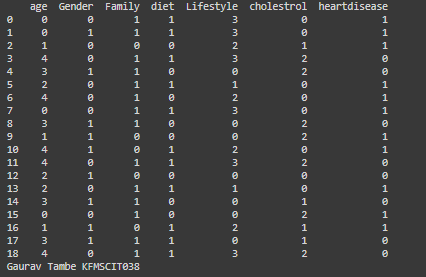 age Gender Family diet Lifestyle cholestrol heartdisease
0 0 0 1 1 3 0 1
1 0 0 1 1 3 0 1
2 1 0 0 0 2 1 1
3 4 0 1 1 3 2 0
4 3 1 1 0 0 2 0
5 2 0 1 1 1 0 1
6 4 0 1 0 2 0 1
7 0 0 1 1 3 0 1
8 3 1 1 0 0 2 0
9 1 1 0 0 2 1 1
10 4 0 1 1 2 0 1
11 4 0 1 1 3 2 0
12 2 0 1 0 0 0 0
13 2 0 1 1 1 0 1
14 3 1 1 0 0 1 0
15 0 0 1 0 0 2 1
16 1 1 0 1 2 1 1
17 3 1 1 1 0 1 0
18 4 0 1 1 3 2 0
Gaurav Tambe KFMSCIT038